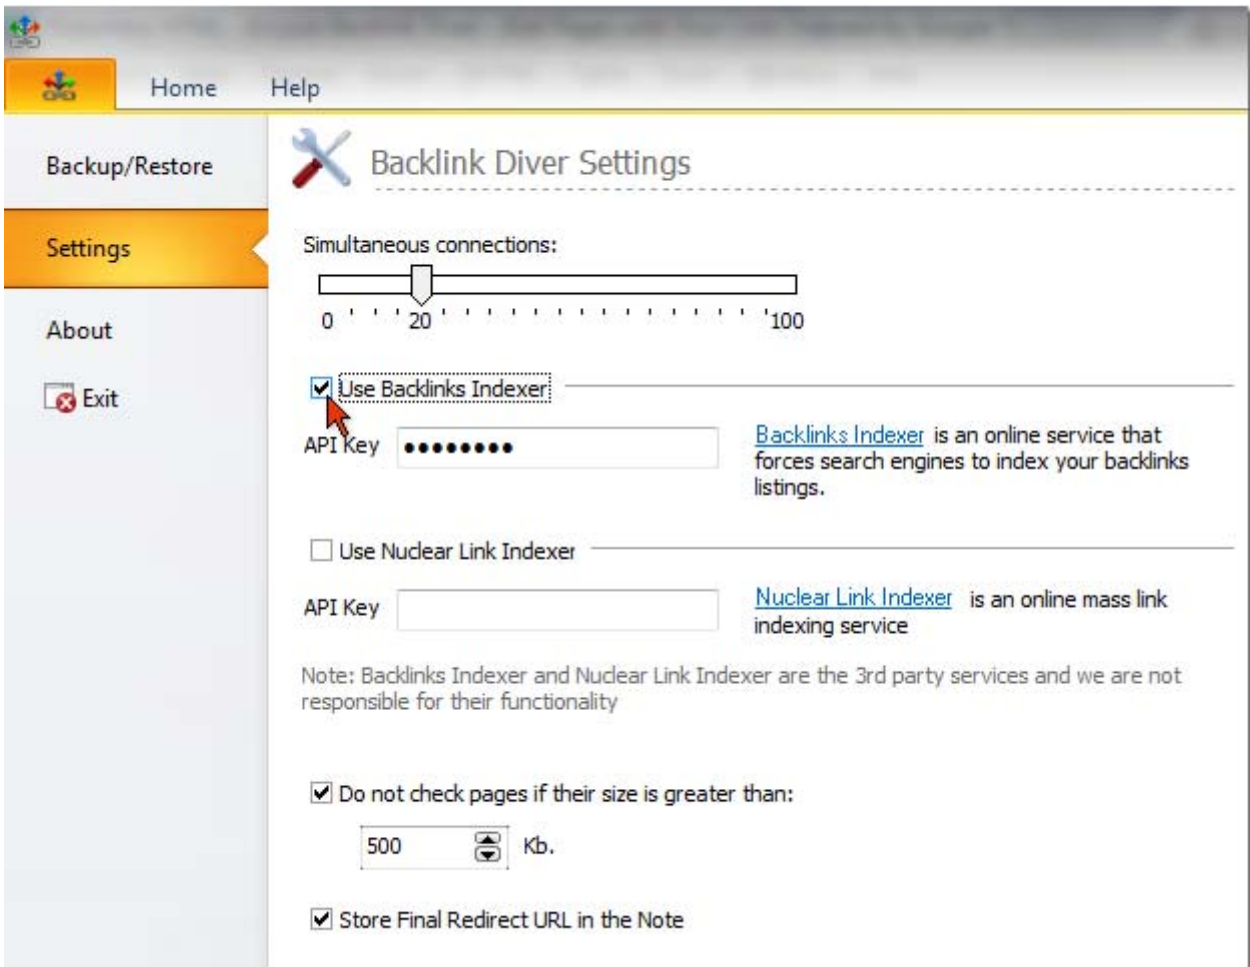 Home Help
Backup/Restore
Settings
About
Exit
Backlink Diver Settings
Simultaneous connections:
0 20 100
Use Backlinks Indexer
API Key
Backlinks Indexer is an online service that
forces search engines to index your backlinks
listings.
Use Nuclear Link Indexer
API Key
Nuclear Link Indexer is an online mass link
indexing service
Note: Backlinks Indexer and Nuclear Link Indexer are the 3rd party services and we are not
responsible for their functionality
Do not check pages if their size is greater than:
500 Kb.
Store Final Redirect URL in the Note